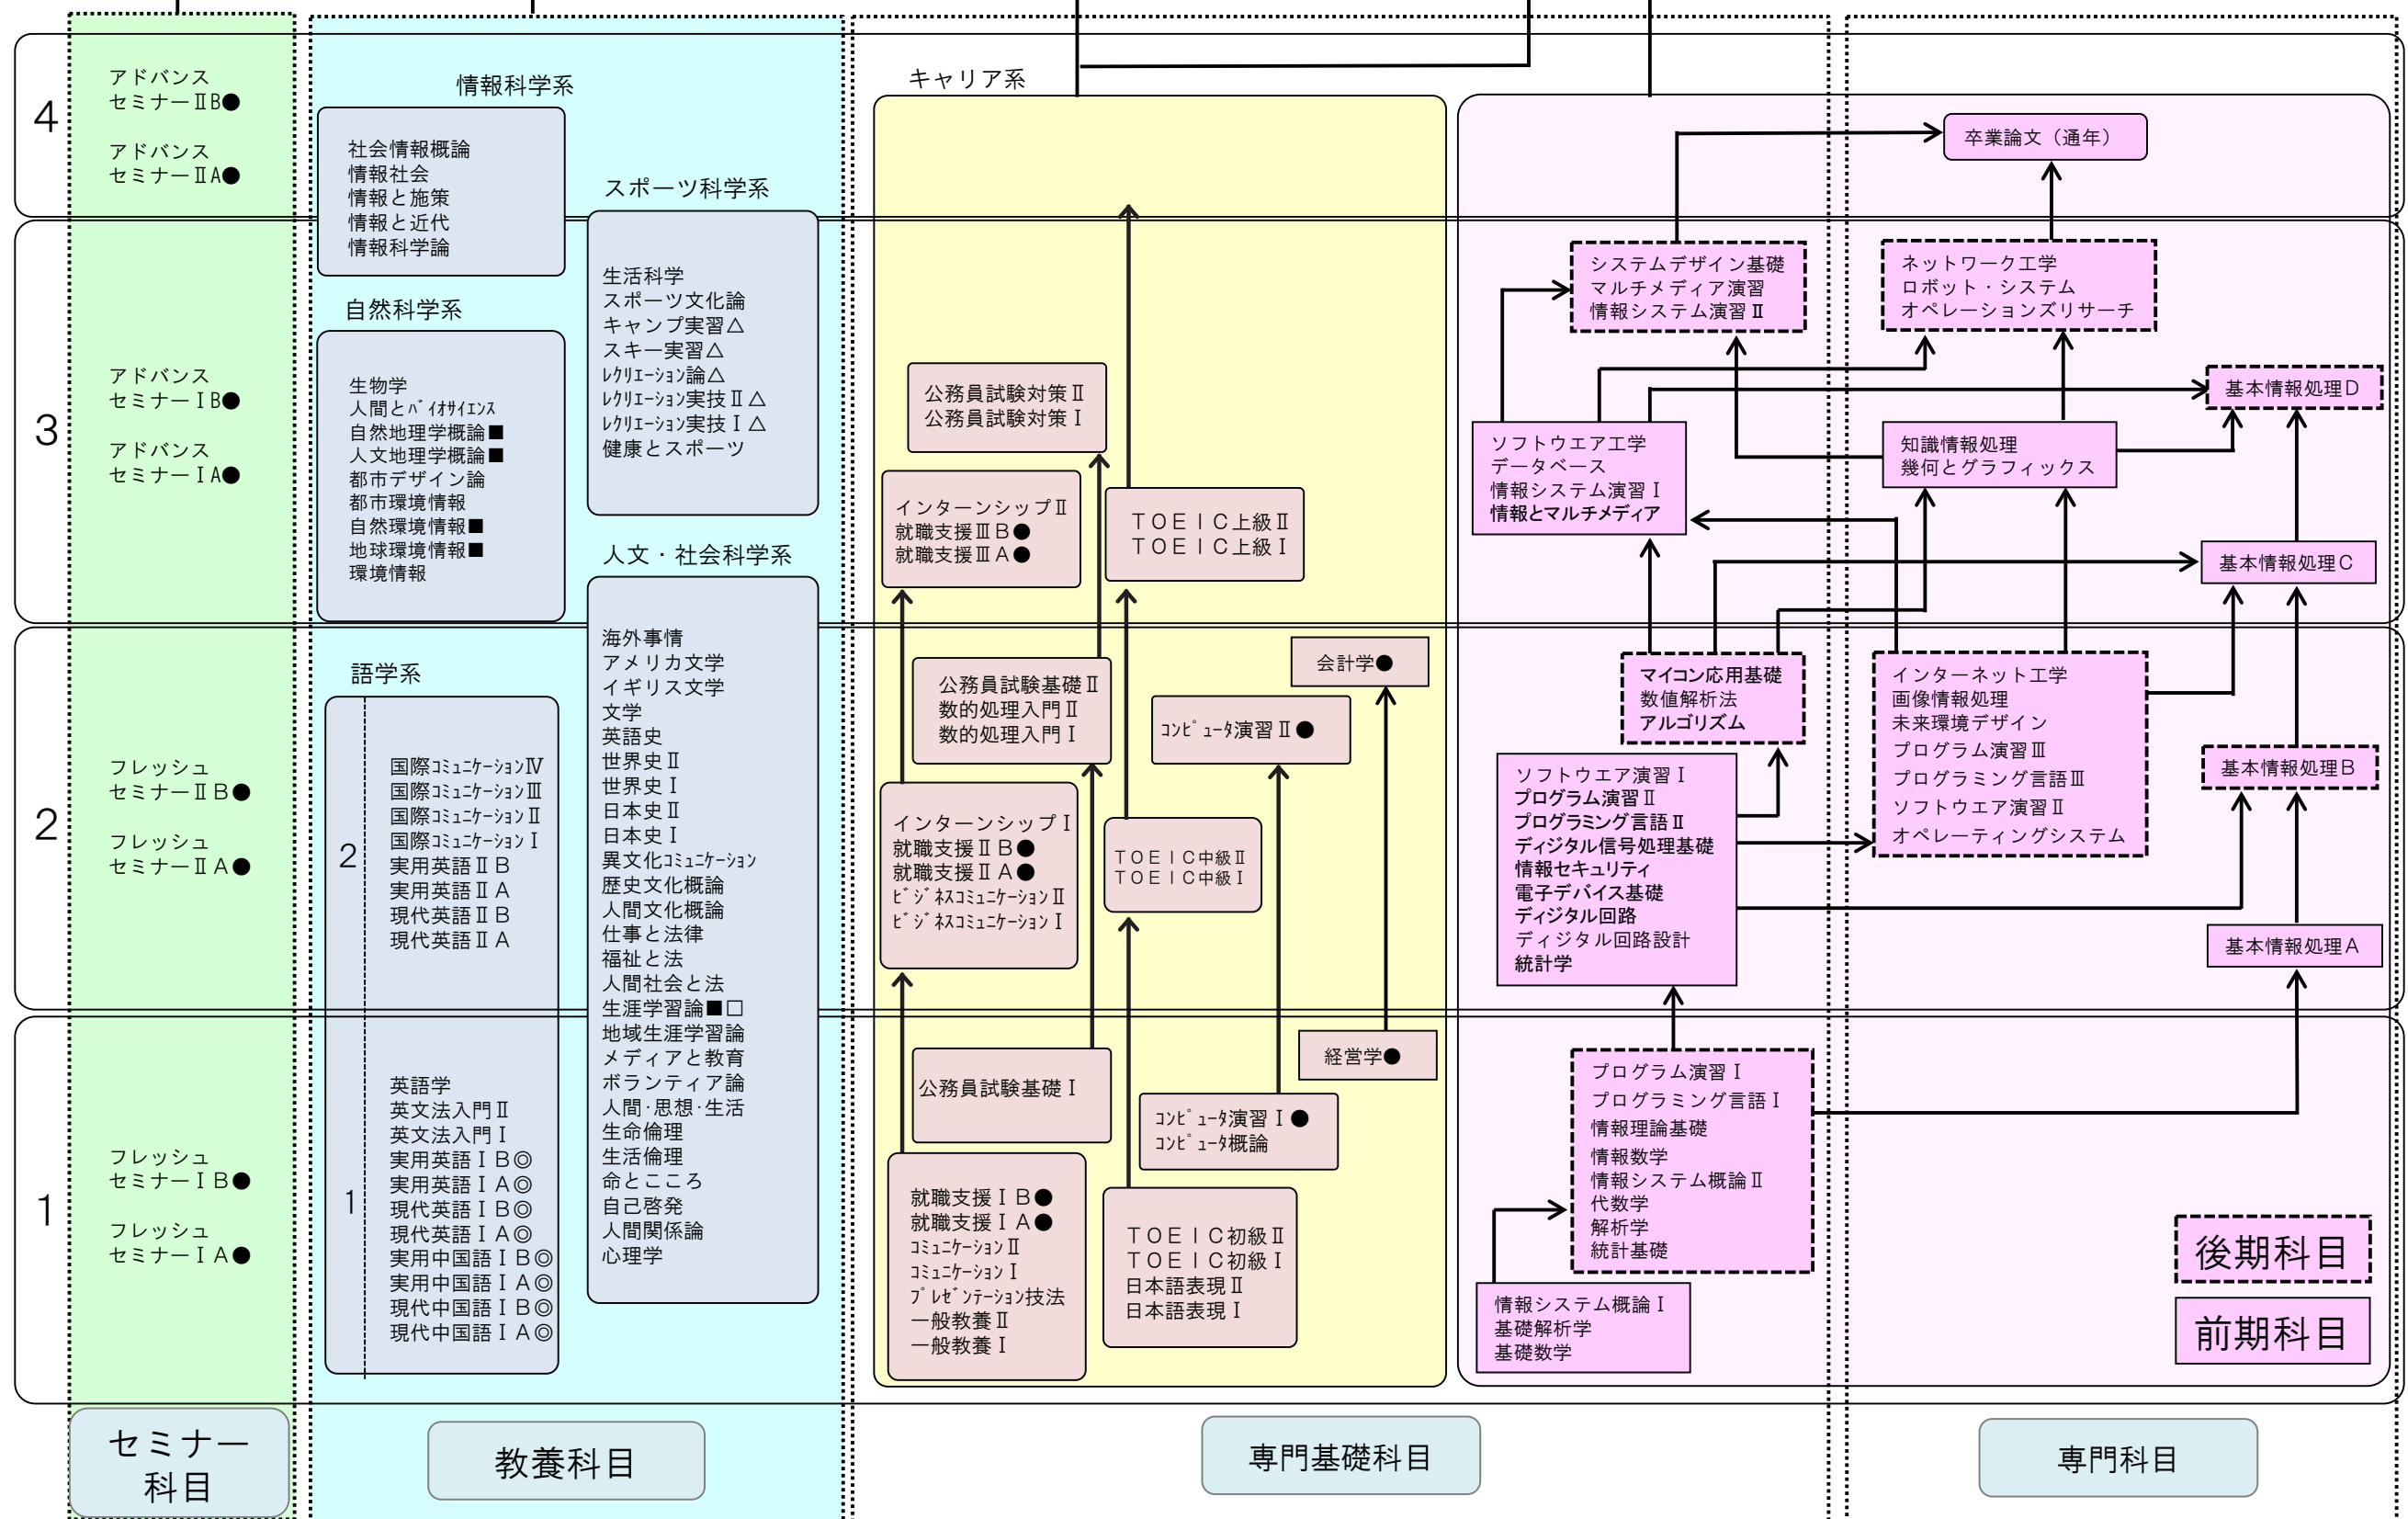 4
アドバンス
セミナーⅡB●
アドバンス
セミナーⅡA●
3
アドバンス
セミナーⅠB●
アドバンス
セミナーⅠA●
2
フレッシュ
セミナーⅡB●
フレッシュ
セミナーⅡA●
1
フレッシュ
セミナーⅠB●
フレッシュ
セミナーⅠA●
セミナー
科目
情報科学系
社会情報概論
情報社会
情報と施策
情報と近代
情報科学論
自然科学系
生物学
人間とバイオサイエンス
自然地理学概論■
人文地理学概論■
都市デザイン論
都市環境情報
自然環境情報■
地球環境情報■
環境情報
語学系
2
国際コミュニケーションⅣ
国際コミュニケーションⅢ
国際コミュニケーションⅡ
国際コミュニケーションⅠ
実用英語ⅡB
実用英語ⅡA
現代英語ⅡB
現代英語ⅡA
1
英語学
英文法入門Ⅱ
英文法入門Ⅰ
実用英語ⅠB◎
実用英語ⅠA◎
現代英語ⅠB◎
現代英語ⅠA◎
実用中国語ⅠB◎
実用中国語ⅠA◎
現代中国語ⅠB◎
現代中国語ⅠA◎
スポーツ科学系
生活科学
スポーツ文化論
キャンプ実習△
スキー実習△
レクリエーション論△
レクリエーション実技Ⅱ△
レクリエーション実技Ⅰ△
健康とスポーツ
人文・社会科学系
海外事情
アメリカ文学
イギリス文学
文学
英語史
世界史Ⅱ
世界史Ⅰ
日本史Ⅱ
日本史Ⅰ
異文化コミュニケーション
歴史文化概論
人間文化概論
仕事と法律
福祉と法
人間社会と法
生涯学習論■□
地域生涯学習論
メディアと教育
ボランティア論
人間・思想・生活
生命倫理
生活倫理
命とこころ
自己啓発
人間関係論
心理学
教養科目
キャリア系
公務員試験対策Ⅱ
公務員試験対策Ⅰ
インターンシップⅡ
就職支援ⅢB●
就職支援ⅢA●
TOEIC上級Ⅱ
TOEIC上級Ⅰ
会計学●
公務員試験基礎Ⅱ
数的処理入門Ⅱ
数的処理入門Ⅰ
コンピュータ演習Ⅱ●
インターンシップⅠ
就職支援ⅡB●
就職支援ⅡA●
ビジネスコミュニケーションⅡ
ビジネスコミュニケーションⅠ
TOEIC中級Ⅱ
TOEIC中級Ⅰ
経営学●
公務員試験基礎Ⅰ
コンピュータ演習Ⅰ●
コンピュータ概論
就職支援ⅠB●
就職支援ⅠA●
コミュニケーションⅡ
コミュニケーションⅠ
プレゼンテーション技法
一般教養Ⅱ
一般教養Ⅰ
TOEIC初級Ⅱ
TOEIC初級Ⅰ
日本語表現Ⅱ
日本語表現Ⅰ
専門基礎科目
卒業論文（通年）
システムデザイン基礎
マルチメディア演習
情報システム演習Ⅱ
ネットワーク工学
ロボット・システム
オペレーションズリサーチ
基本情報処理D
ソフトウエア工学
データベース
情報システム演習Ⅰ
情報とマルチメディア
知識情報処理
幾何とグラフィックス
基本情報処理C
マイコン応用基礎
数値解析法
アルゴリズム
インターネット工学
画像情報処理
未来環境デザイン
プログラム演習Ⅲ
プログラミング言語Ⅲ
ソフトウエア演習Ⅱ
オペレーティングシステム
基本情報処理B
ソフトウエア演習Ⅰ
プログラム演習Ⅱ
プログラミング言語Ⅱ
ディジタル信号処理基礎
情報セキュリティ
電子デバイス基礎
ディジタル回路
ディジタル回路設計
統計学
基本情報処理A
プログラム演習Ⅰ
プログラミング言語Ⅰ
情報理論基礎
情報数学
情報システム概論Ⅱ
代数学
解析学
統計基礎
情報システム概論Ⅰ
基礎解析学
基礎数学
後期科目
前期科目
専門科目